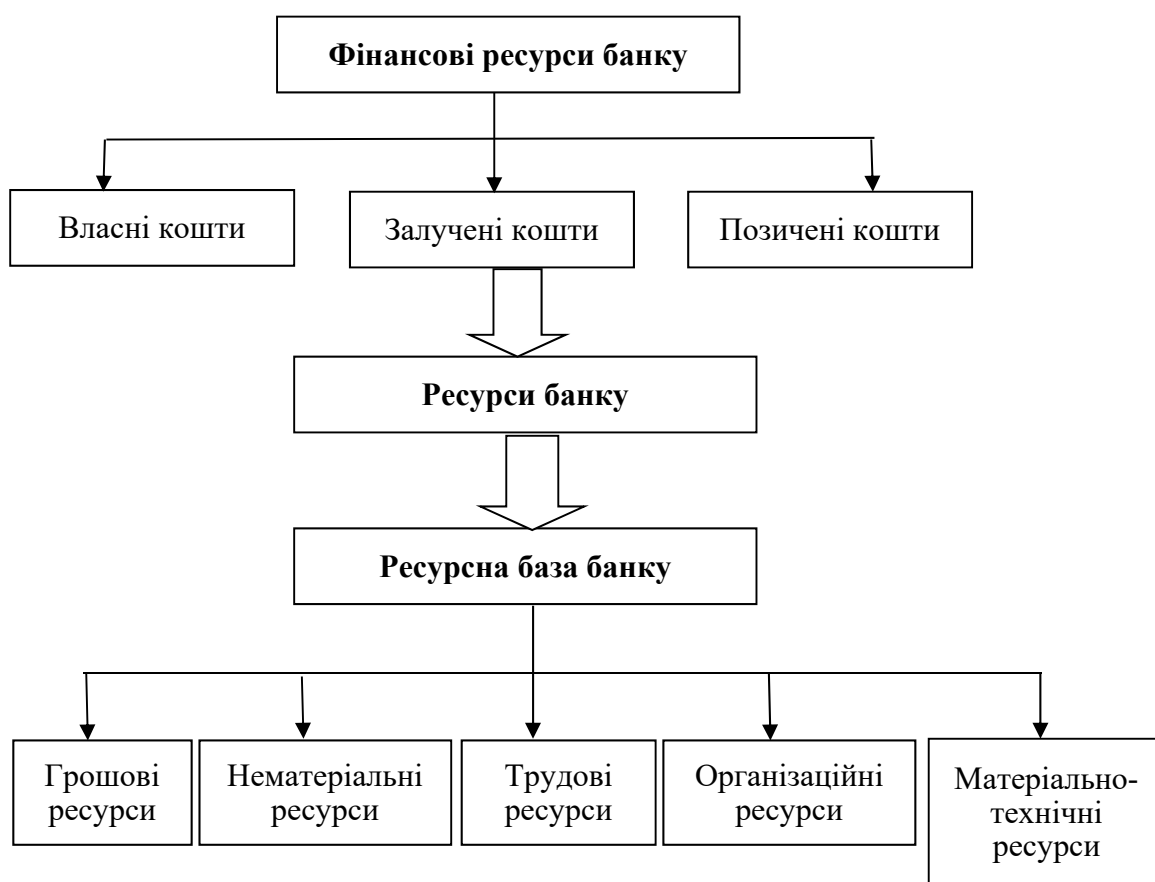 Фінансові ресурси банку
Власні кошти
Залучені кошти
Позичені кошти
Ресурси банку
Ресурсна база банку
Грошові
ресурси
Нематеріальні
ресурси
Трудові
ресурси
Організаційні
ресурси
Матеріально-
технічні
ресурси